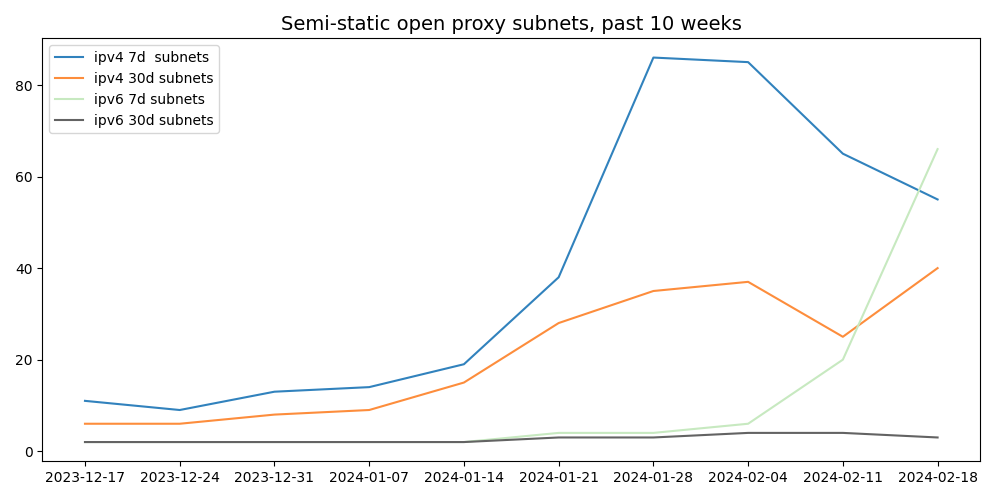 Semi-static open proxy subnets, past 10 weeks
ipv4 7d  subnets
ipv4 30d subnets
ipv6 7d subnets
ipv6 30d subnets
80
60
40
20
0
2023-12-17 2023-12-24 2023-12-31 2024-01-07 2024-01-14 2024-01-21 2024-01-28 2024-02-04 2024-02-11 2024-02-18